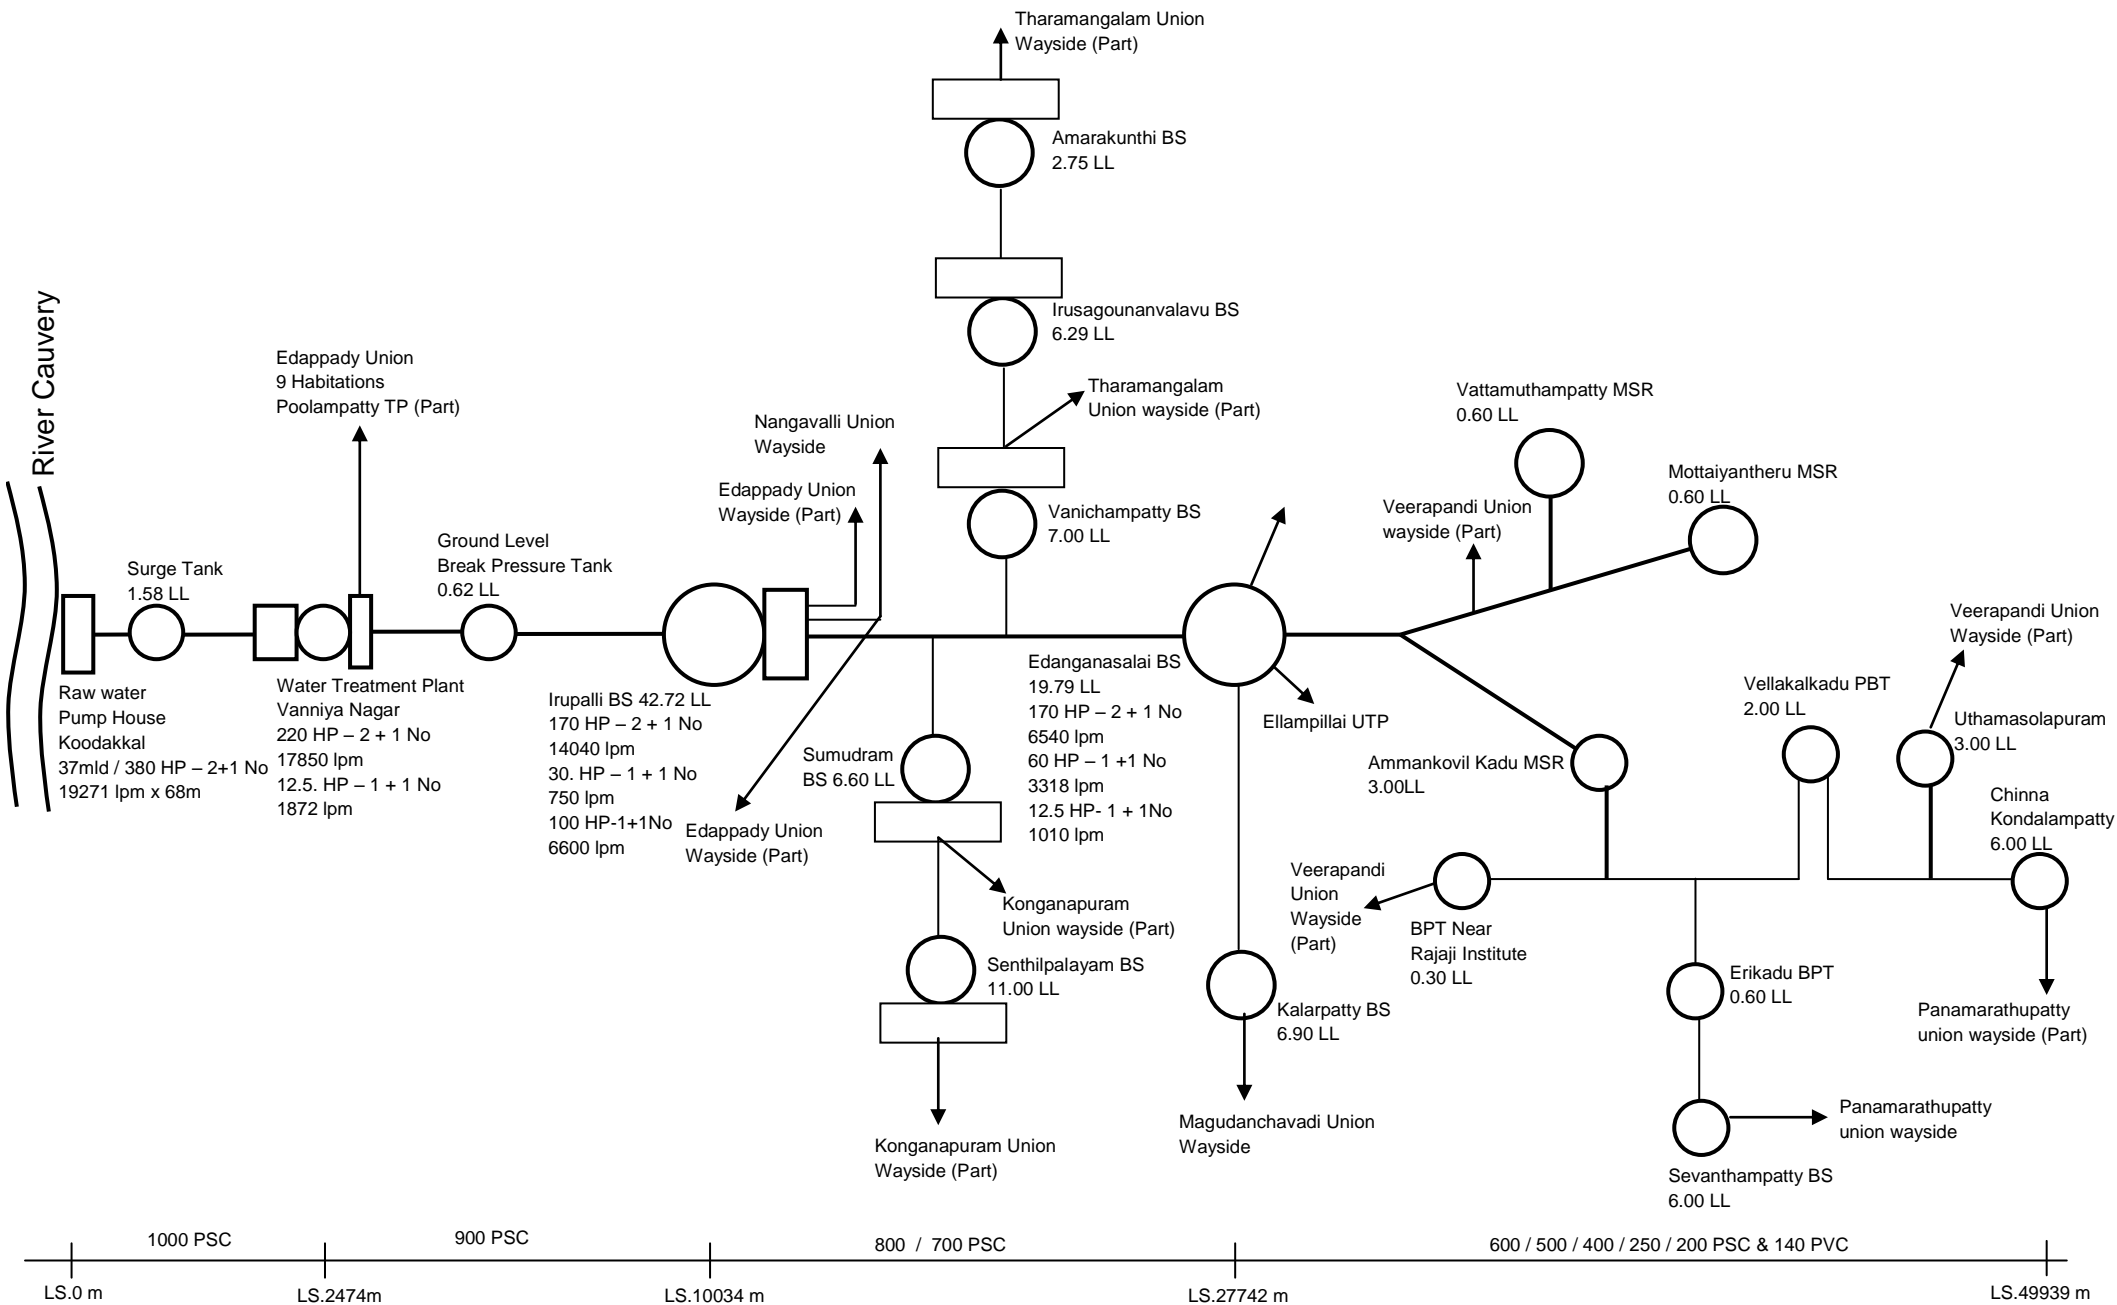 Tharamangalam Union
Wayside (Part)
Amarakunthi BS
2.75 LL
Irusagounanvalavu BS
6.29 LL
River Cauvery
Edappady Union
9 Habitations
Poolampatty TP (Part)
Tharamangalam
Union wayside (Part)
Nangavalli Union
Wayside
Edappady Union
Wayside (Part)
Vanichampatty BS
7.00 LL
Vattamuthampatty MSR
0.60 LL
Mottaiyantheru MSR
0.60 LL
Veerapandi Union
wayside (Part)
Surge Tank
1.58 LL
Ground Level
Break Pressure Tank
0.62 LL
Veerapandi Union
Wayside (Part)
Raw water
Pump House
Koodakkal
37mld / 380 HP – 2+1 No
19271 lpm x 68m
Water Treatment Plant
Vanniya Nagar
220 HP – 2 + 1 No
17850 lpm
12.5. HP – 1 + 1 No
1872 lpm
Irupalli BS 42.72 LL
170 HP – 2 + 1 No
14040 lpm
30. HP – 1 + 1 No
750 lpm
100 HP-1+1No
6600 lpm
Edappady Union
Wayside (Part)
Sumudram
BS 6.60 LL
Edanganasalai BS
19.79 LL
170 HP – 2 + 1 No
6540 lpm
60 HP – 1 +1 No
3318 lpm
12.5 HP- 1 + 1No
1010 lpm
Ellampillai UTP
Ammankovil Kadu MSR
3.00LL
Vellakalkadu PBT
2.00 LL
Uthamasolapuram
3.00 LL
Chinna
Kondalampatty
6.00 LL
Konganapuram
Union wayside (Part)
Senthilpalayam BS
11.00 LL
Veerapandi
Union
Wayside
(Part)
BPT Near
Rajaji Institute
0.30 LL
Erikadu BPT
0.60 LL
Kalarpatty BS
6.90 LL
Panamarathupatty
union wayside (Part)
Konganapuram Union
Wayside (Part)
Magudanchavadi Union
Wayside
Panamarathupatty
union wayside
Sevanthampatty BS
6.00 LL
1000 PSC
900 PSC
800 / 700 PSC
600 / 500 / 400 / 250 / 200 PSC & 140 PVC
LS.0 m
LS.2474m
LS.10034 m
LS.27742 m
LS.49939 m